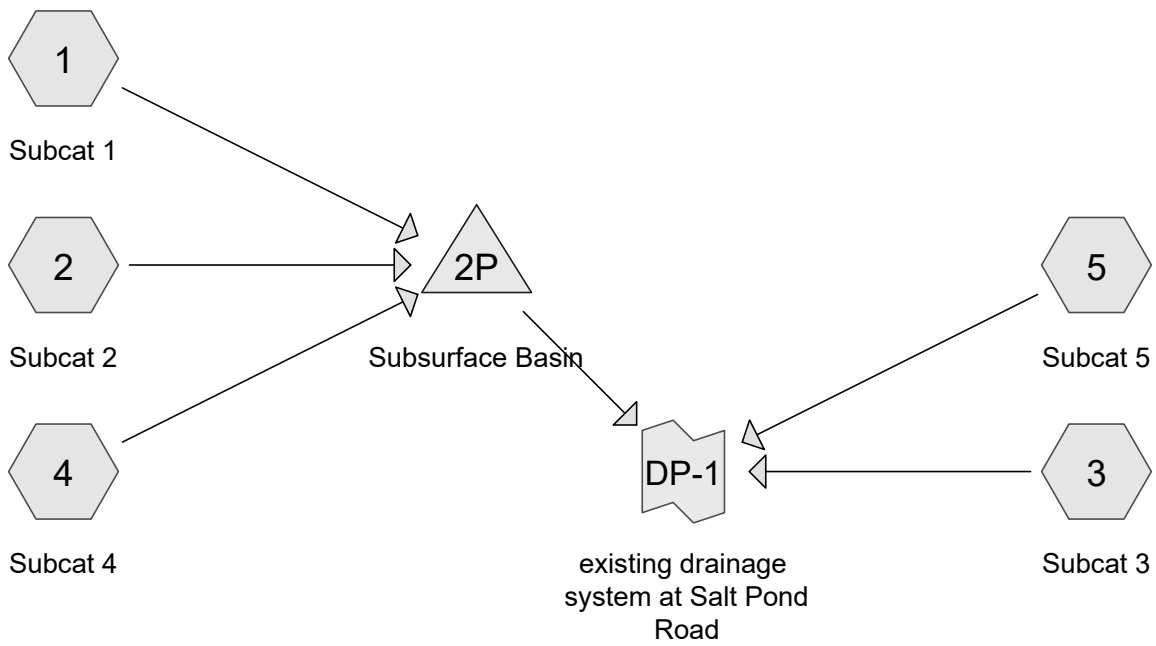 1
Subcat 1
2
Subcat 2
4
Subcat 4
2P
Subsurface Basin
DP-1
existing drainage
system at Salt Pond
Road
5
Subcat 5
3
Subcat 3